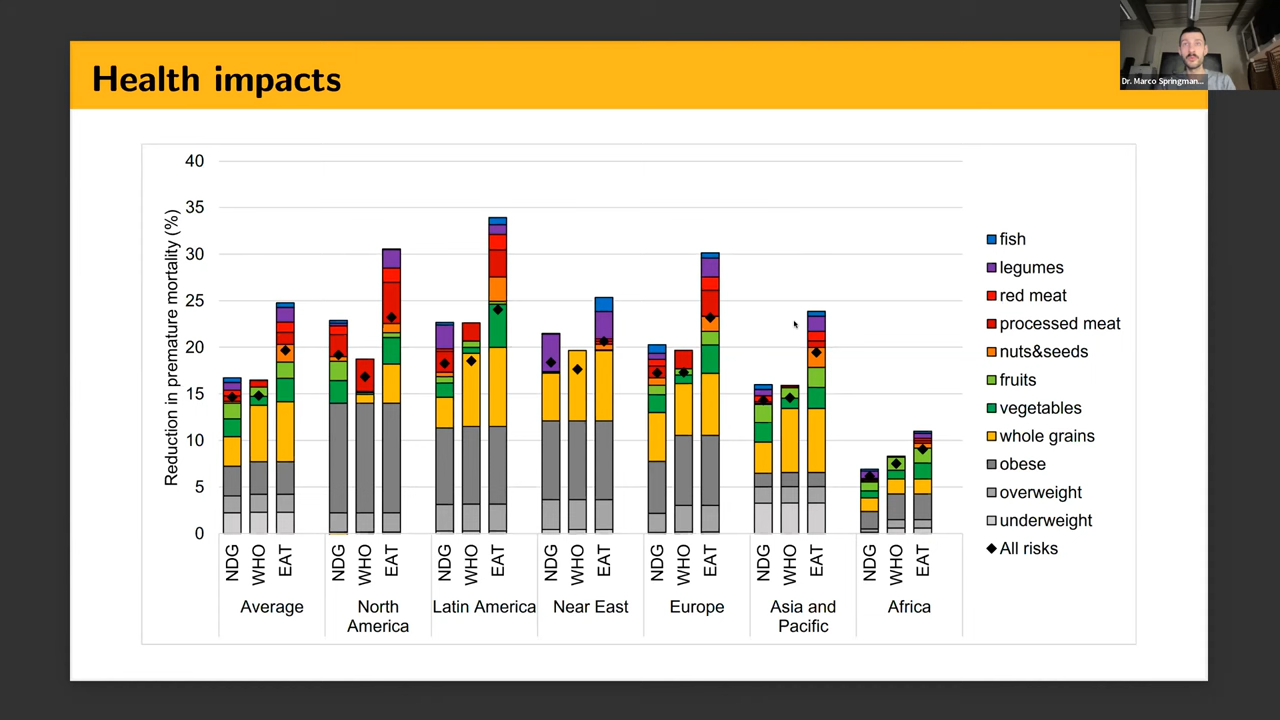 Dr. Marco Springman...
Health impacts
Reduction in premature mortality (%)
40
35
30
25
20
15
10
5
0
NDG WHO EAT NDG WHO EAT NDG WHO EAT NDG WHO EAT NDG WHO EAT NDG WHO EAT NDG WHO EAT
Average North America Latin America Near East Europe Asia and Pacific Africa
fish
legumes
red meat
processed meat
nuts&seeds
fruits
vegetables
whole grains
obese
overweight
underweight
All risks